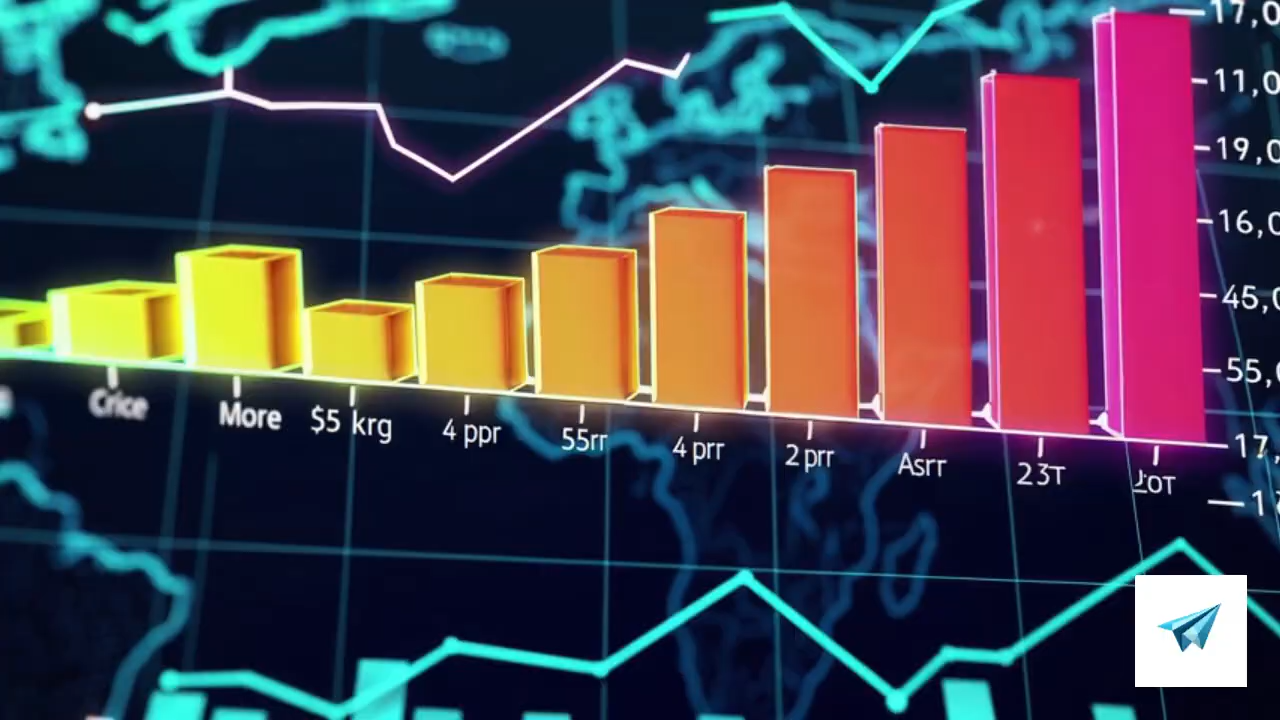 Crice
More
$5 krg
4 ppr
55rr
4 prr
2 prr
Asrr
23T
17,0
11,0
19,0
16,0
45,0
55,
17,